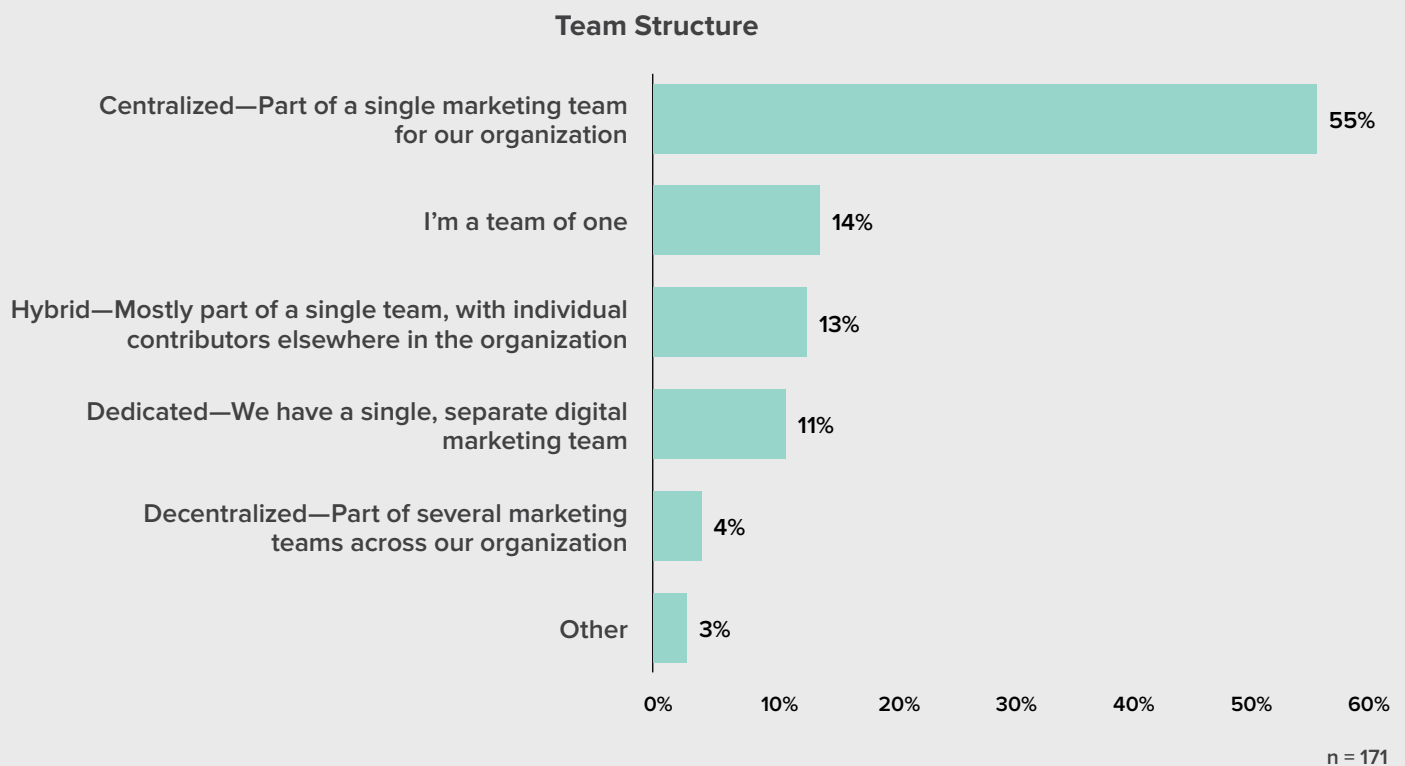 Team Structure
Centralized—Part of a single marketing team
for our organization
55%
I’m a team of one
14%
Hybrid—Mostly part of a single team, with individual
contributors elsewhere in the organization
13%
Dedicated—We have a single, separate digital
marketing team
11%
Decentralized—Part of several marketing
teams across our organization
4%
Other
3%
0% 10% 20% 30% 40% 50% 60%
n = 171